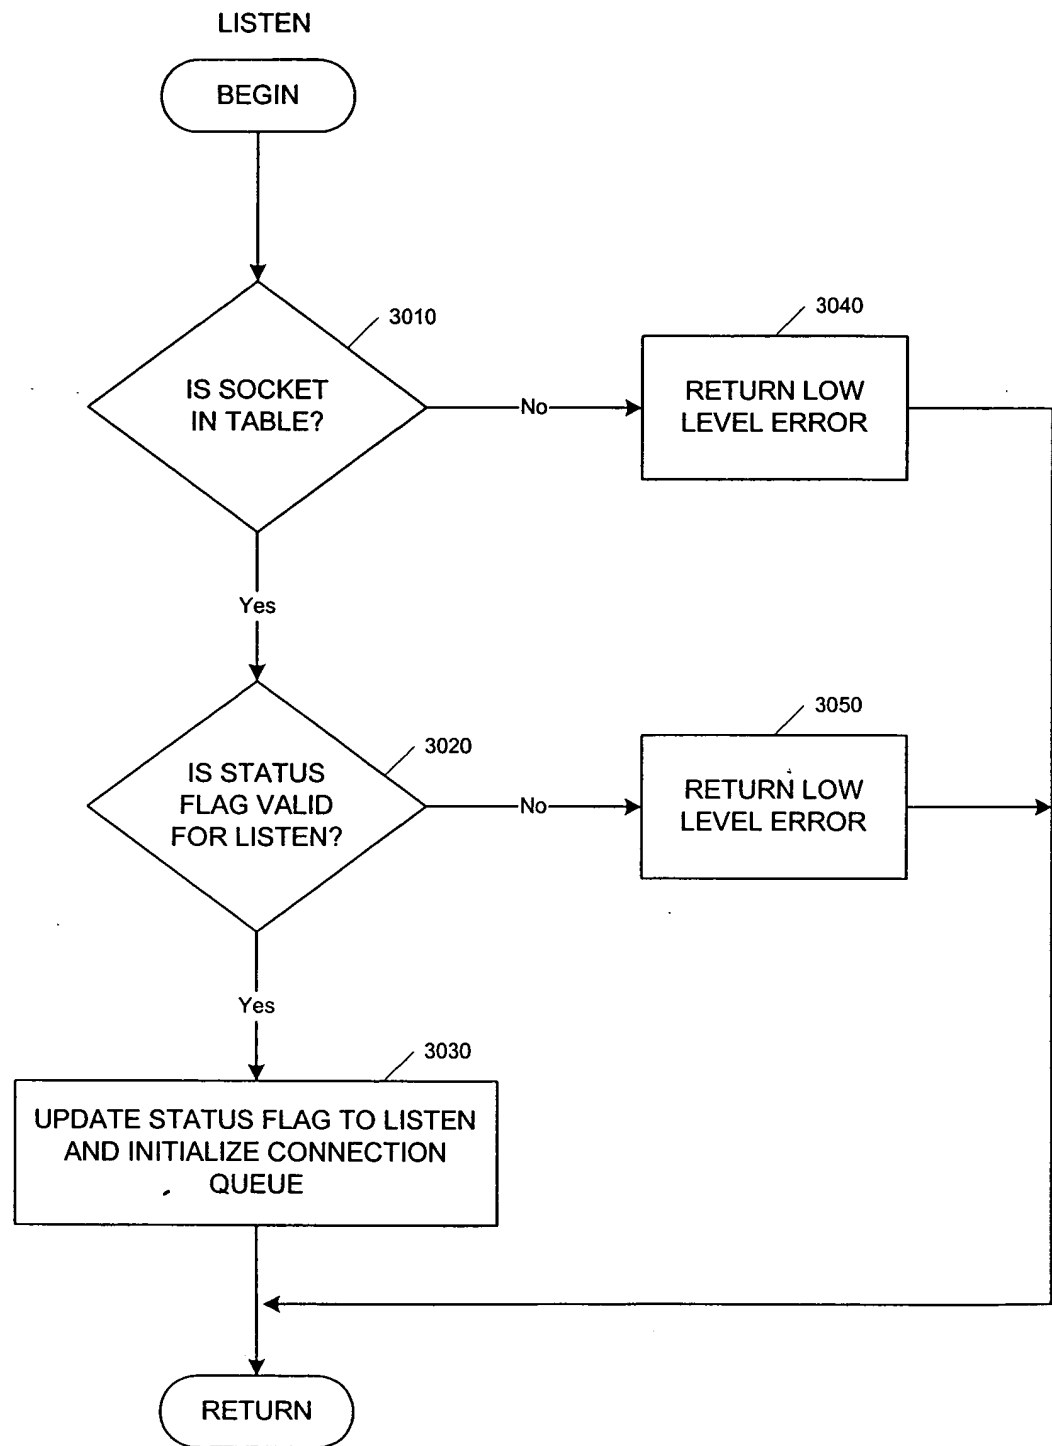 LISTEN
BEGIN
3010
IS SOCKET
IN TABLE?
No
3040
RETURN LOW
LEVEL ERROR
Yes
3020
IS STATUS
FLAG VALID
FOR LISTEN?
No
3050
RETURN LOW
LEVEL ERROR
Yes
3030
UPDATE STATUS FLAG TO LISTEN
AND INITIALIZE CONNECTION
QUEUE
RETURN